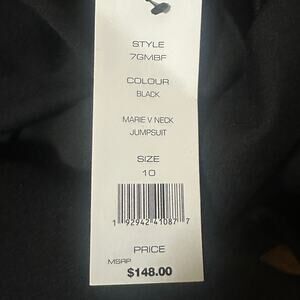 STYLE
7GMBF
COLOUR
BLACK
MARIE V NECK
JUMPSUIT
SIZE
10
1 92942 41087 7
PRICE
MSRP
$148.00